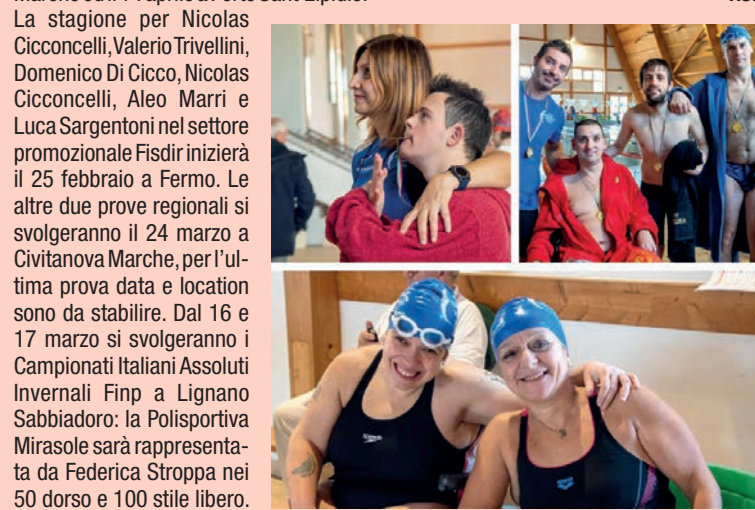 La stagione per Nicolas
Cicconcelli, Valerio Trivellini,
Domenico Di Cicco, Nicolas
Cicconcelli, Aleo Marri e
Luca Sargentoni nel settore
promozionale Fisdir inizierà
il 25 febbraio a Fermo. Le
altre due prove regionali si
svolgeranno il 24 marzo a
Civitanova Marche, per l'ul-
tima prova data e location
sono da stabilire. Dal 16 e
17 marzo si svolgeranno i
Campionati Italiani Assoluti
Invernali Finp a Lignano
Sabbiadoro: la Polisportiva
Mirasole sarà rappresenta-
ta da Federica Stroppa nei
50 dorso e 100 stile libero.
speedo
arena